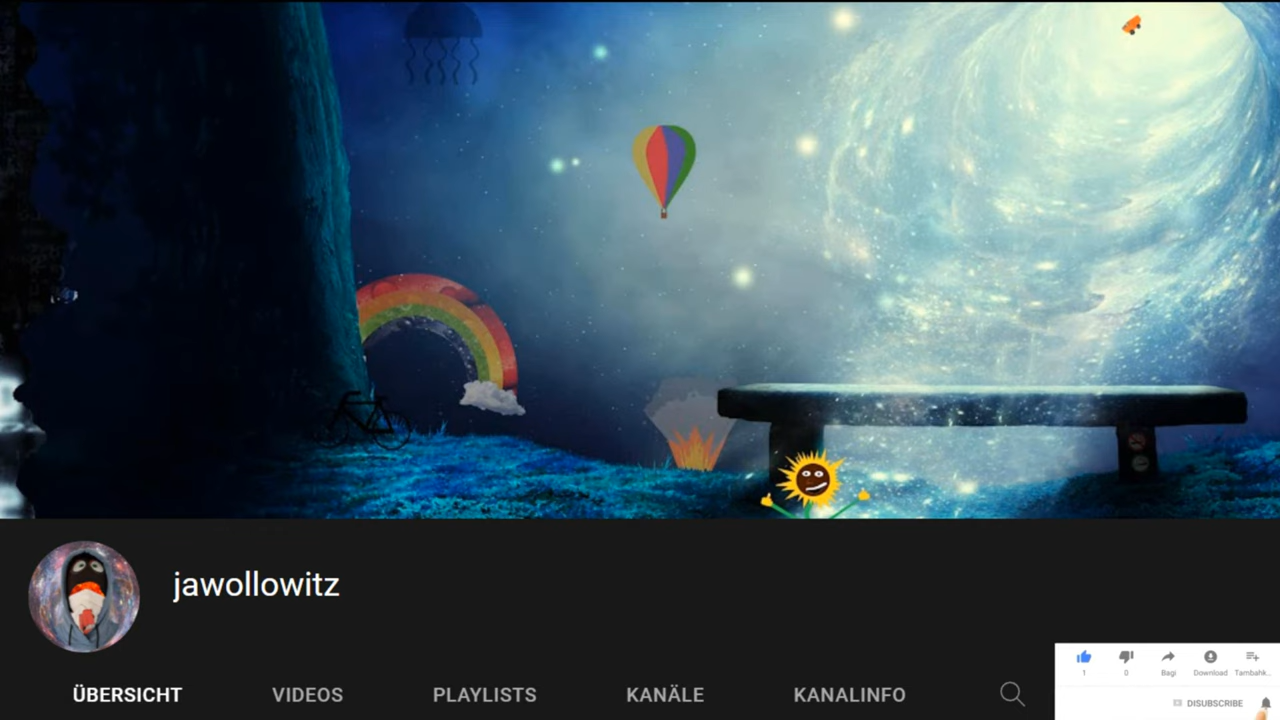 jawollowitz
ÜBERSICHT VIDEOS PLAYLISTS KANÄLE KANALINFO
1 0 Bagi Download Tambahk...
DISUBSCRIBE